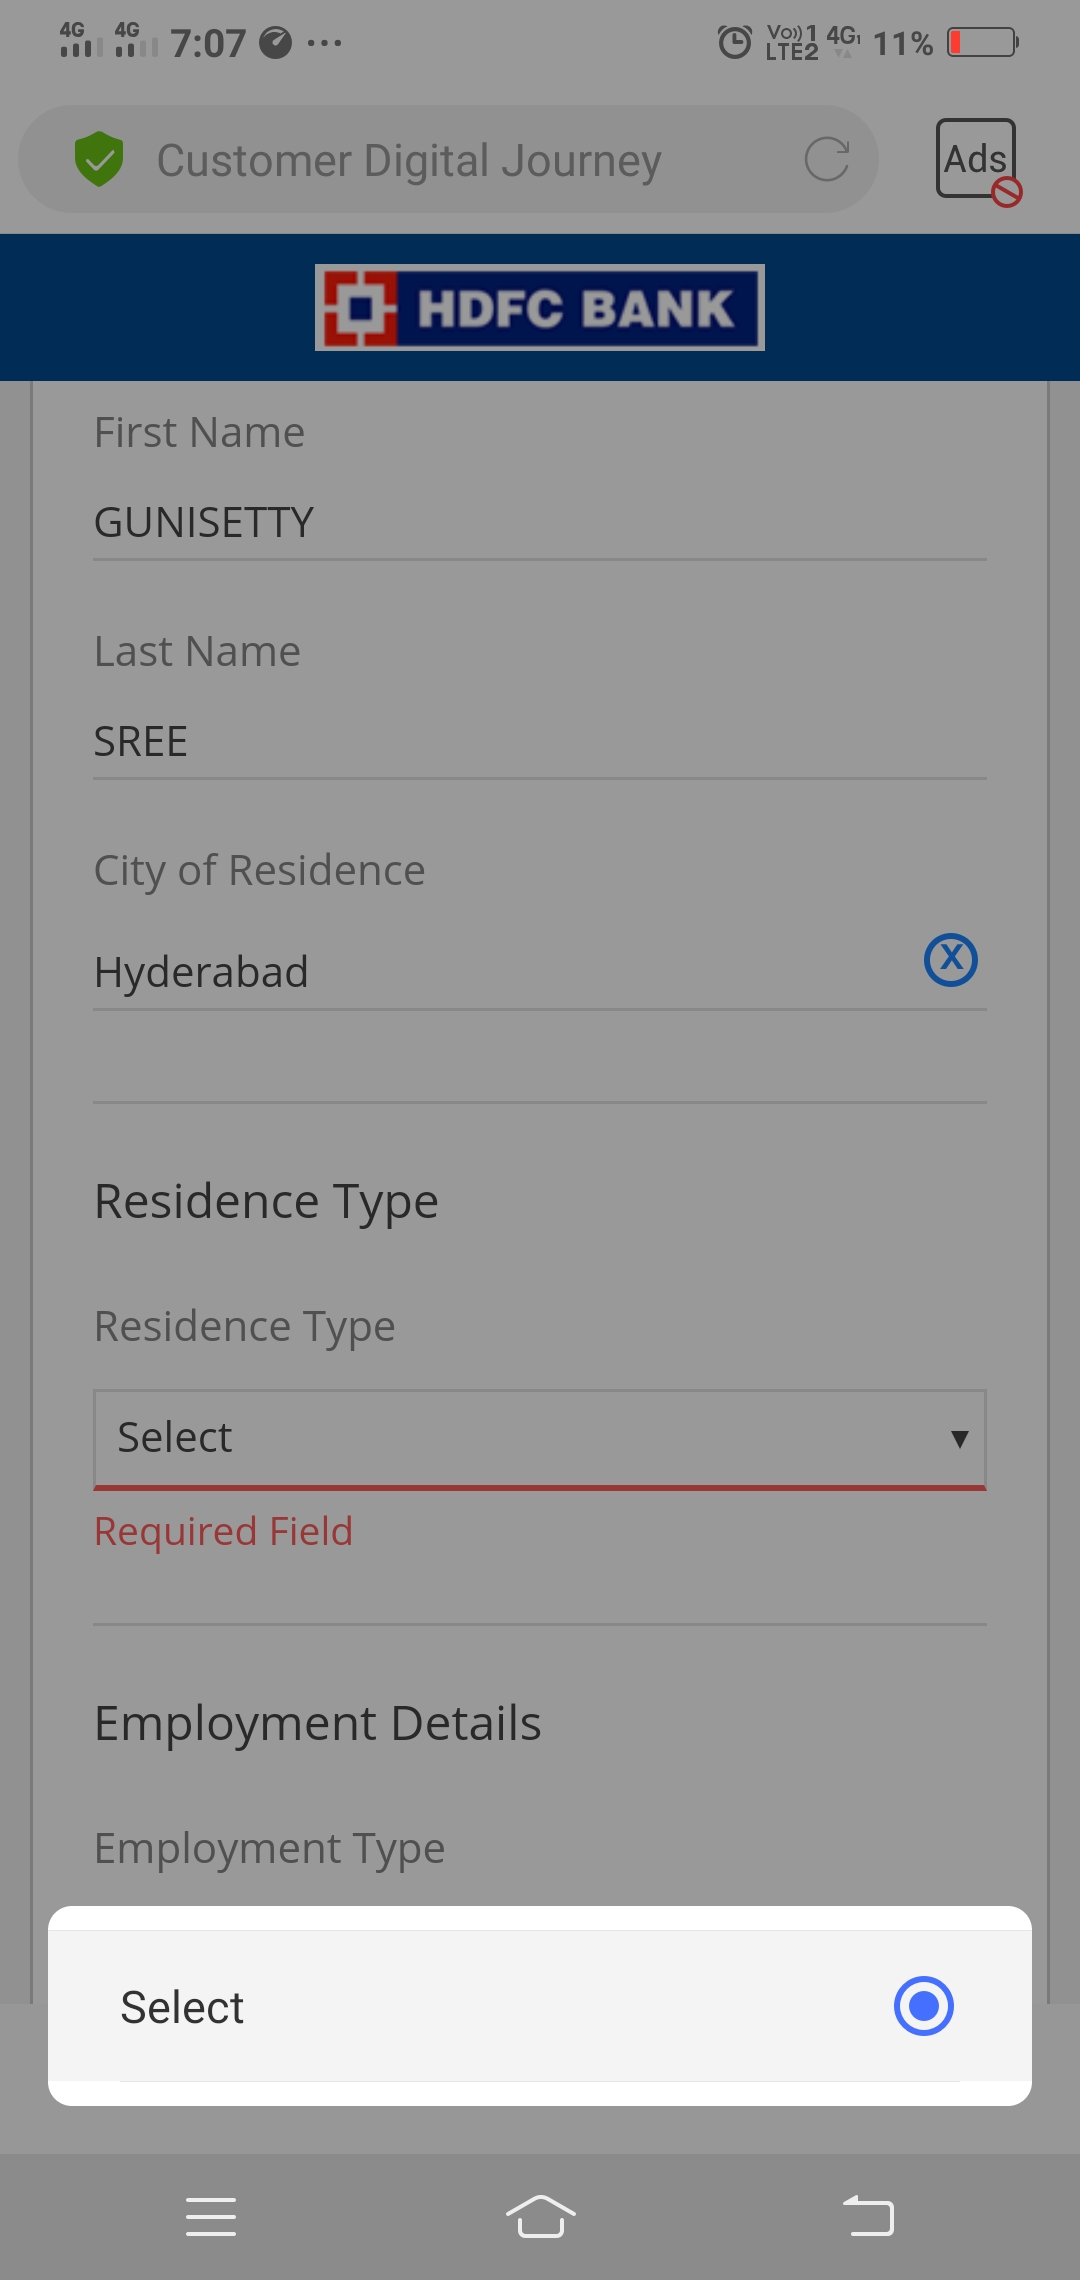 4G 4G 7:07 ... Vo)) 1 LTE2 4G 11%
Customer Digital Journey
Ads
HDFC BANK
First Name
GUNISETTY
Last Name
SREE
City of Residence
Hyderabad X
Residence Type
Residence Type
Select ▼
Required Field
Employment Details
Employment Type
Select